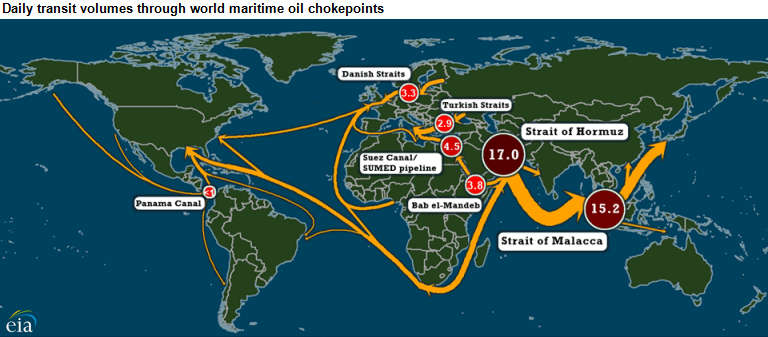 Daily transit volumes through world maritime oil chokepoints
Danish Straits
3.3
Turkish Straits
2.9
Strait of Hormuz
17.0
4.5
Suez Canal/
SUMED pipeline
3.8
Bab el-Mandeb
<1
Panama Canal
15.2
Strait of Malacca
eia